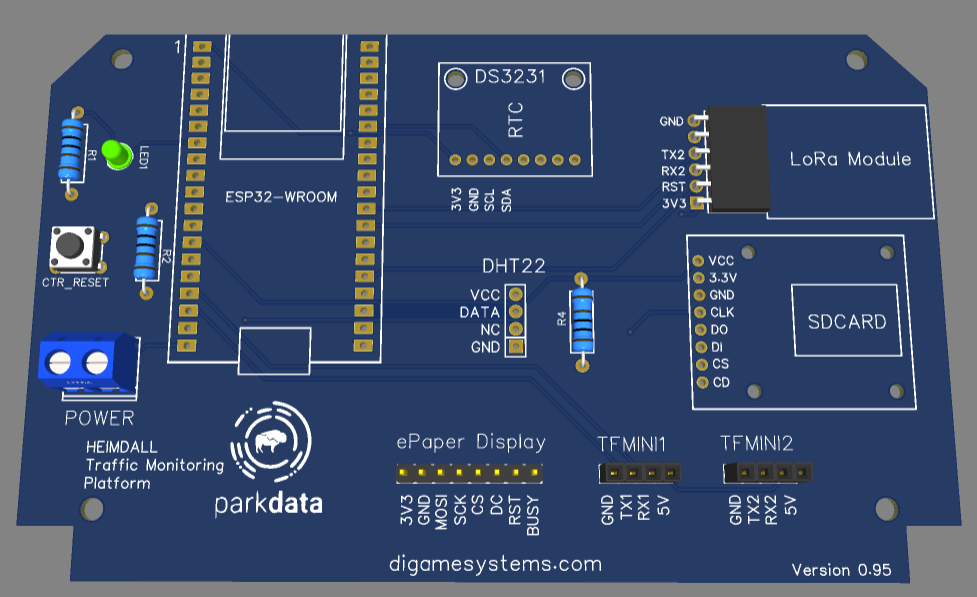 1
DS3231
RTC
3V3
GND
SCL
SDA
GND
TX2
RX2
RST
3V3
LoRa Module
R1
LED1
ESP32-WROOM
R2
CTR_RESET
DHT22
VCC
DATA
NC
GND
R4
VCC
3.3V
GND
CLK
DO
Di
CS
CD
SDCARD
POWER
HEIMDALL
Traffic Monitoring
Platform
parkdata
ePaper Display
3V3
GND
MOSI
SCK
CS
DC
RST
BUSY
TFMINI1
GND
TX1
RX1
5V
TFMINI2
GND
TX2
RX2
5V
digamesystems.com
Version 0.95